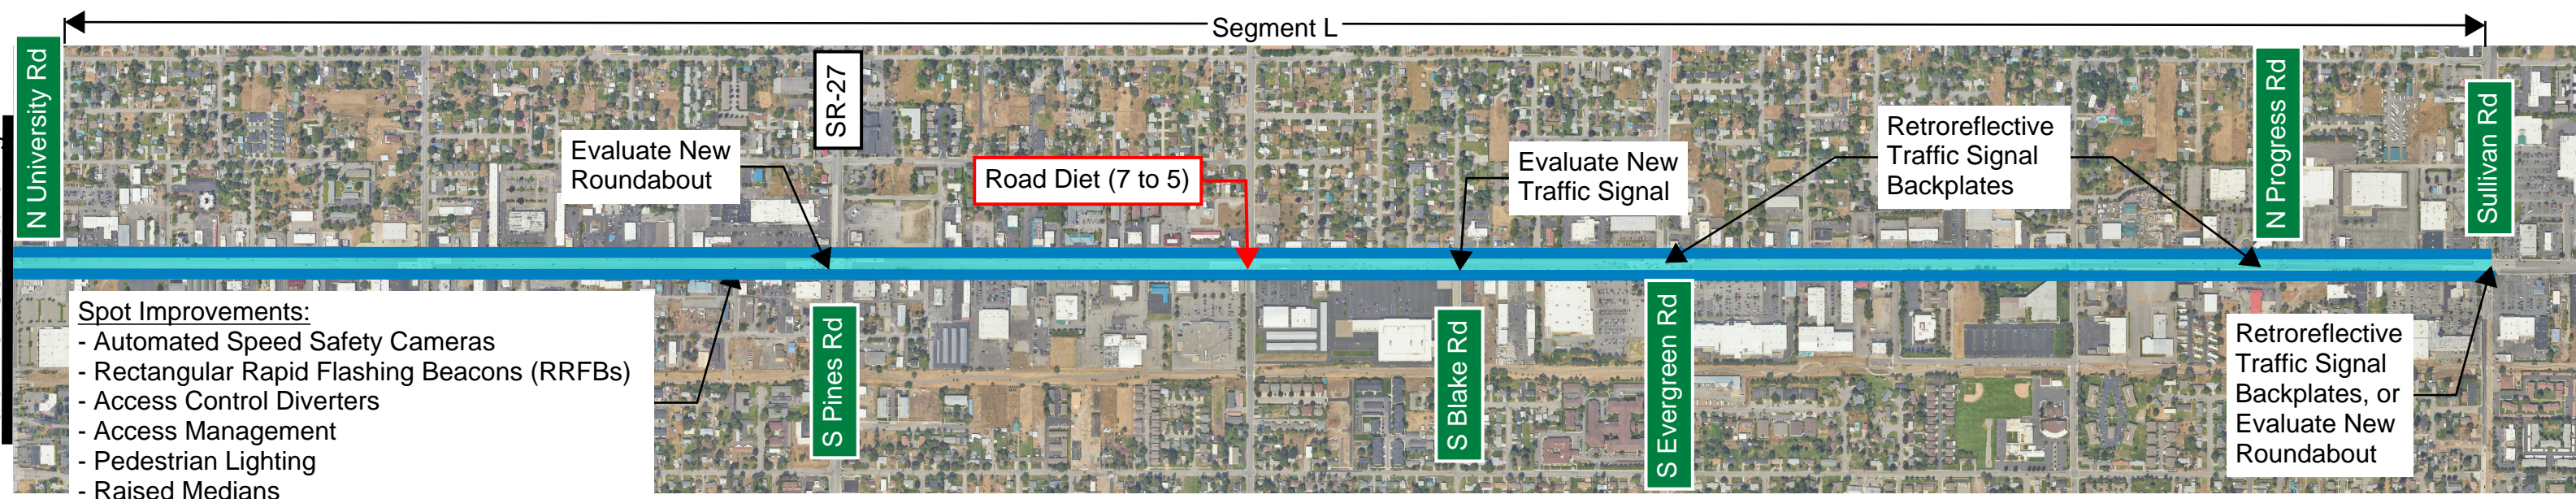 Segment L
N University Rd
SR-27
Evaluate New
Roundabout
Road Diet (7 to 5)
Evaluate New
Traffic Signal
Retroreflective
Traffic Signal
Backplates
N Progress Rd
Sullivan Rd
Spot Improvements:
- Automated Speed Safety Cameras
- Rectangular Rapid Flashing Beacons (RRFBs)
- Access Control Diverters
- Access Management
- Pedestrian Lighting
- Raised Medians
S Pines Rd
S Blake Rd
S Evergreen Rd
Retroreflective
Traffic Signal
Backplates, or
Evaluate New
Roundabout